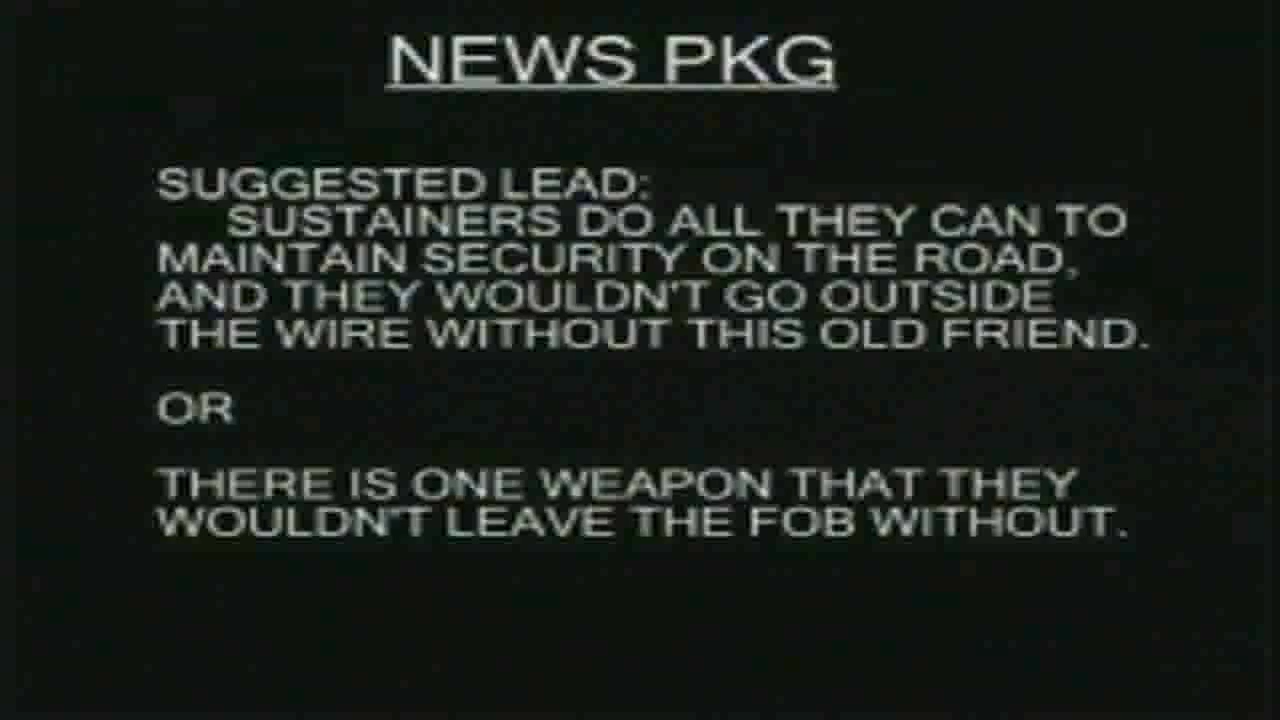 NEWS PKG
SUGGESTED LEAD:
SUSTAINERS DO ALL THEY CAN TO
MAINTAIN SECURITY ON THE ROAD,
AND THEY WOULDN'T GO OUTSIDE
THE WIRE WITHOUT THIS OLD FRIEND.
OR
THERE IS ONE WEAPON THAT THEY
WOULDN'T LEAVE THE FOB WITHOUT.